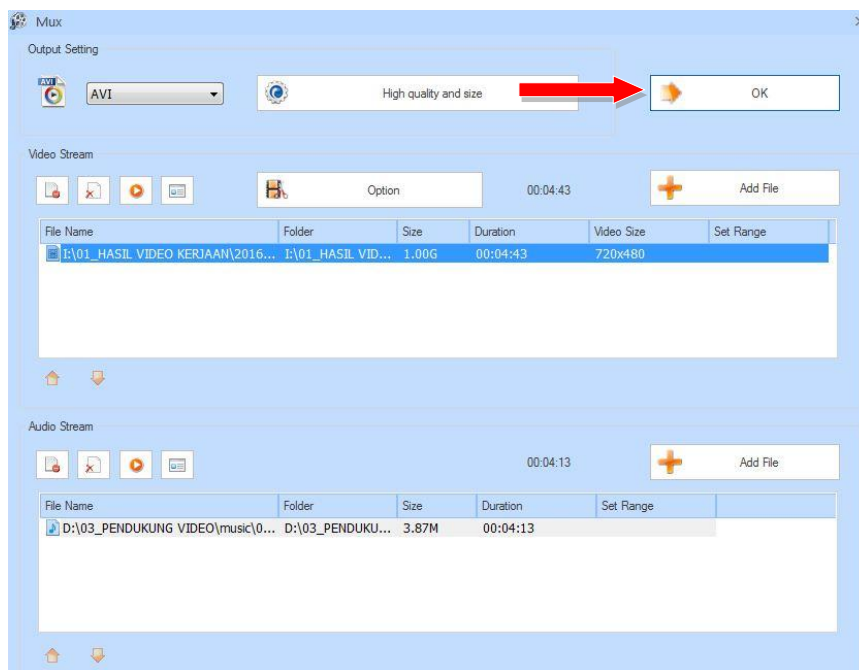 Mux
Output Setting
AVI AVI High quality and size OK
Video Stream
Option 00:04:43 Add File
File Name Folder Size Duration Video Size Set Range
I:\01_HASIL VIDEO KERJAAN\2016... I:\01_HASIL VID... 1.00G 00:04:43 720x480
Audio Stream
00:04:13 Add File
File Name Folder Size Duration Set Range
D:\03_PENDUKUNG VIDEO\music\0... D:\03_PENDUKU... 3.87M 00:04:13